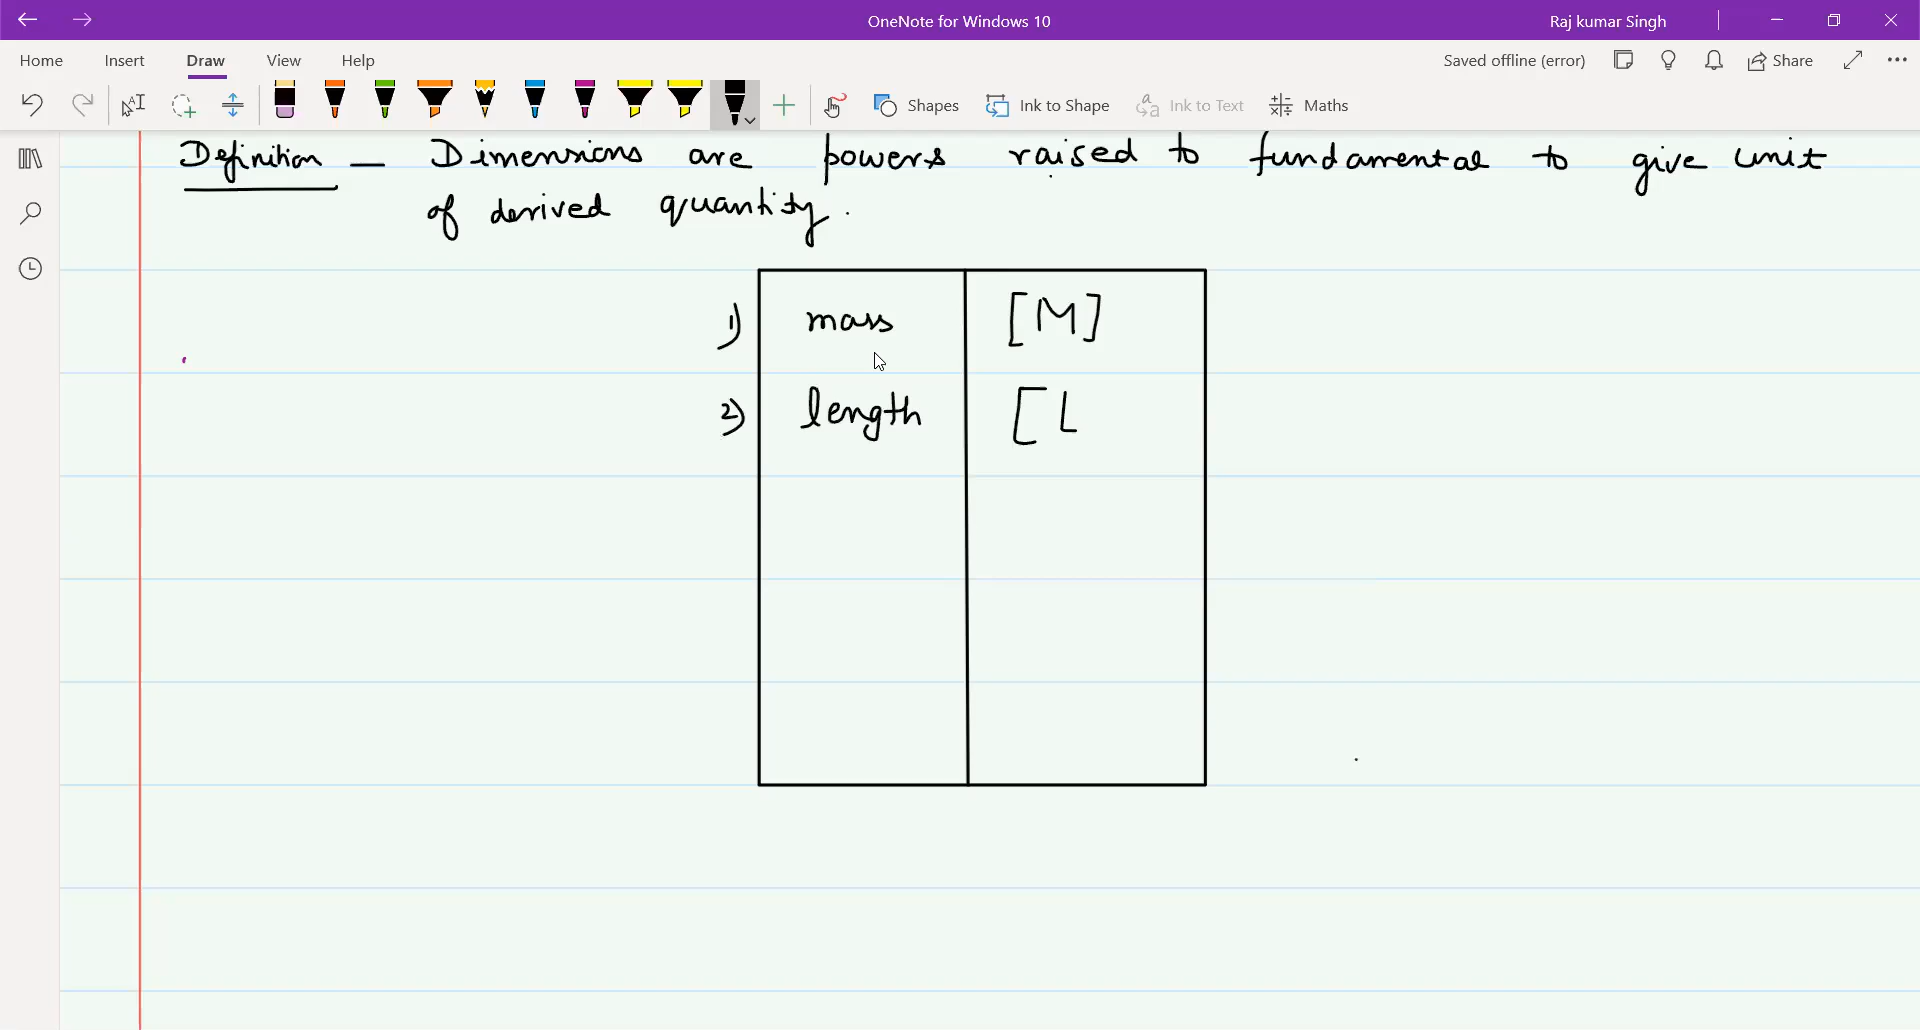 OneNote for Windows 10
Raj kumar Singh
Home Insert Draw View Help
Saved offline (error)
Share
Shapes
Ink to Shape
Ink to Text
Maths
Definition — Dimensions are powers raised to fundamental to give unit
of derived quantity.
1) mass [M]
2) length [L